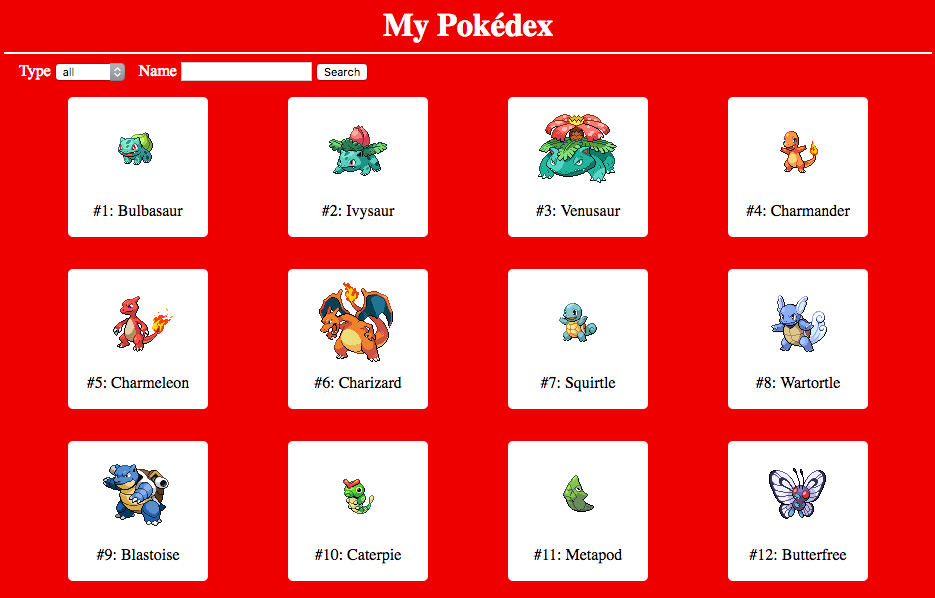 My Pokédex
Type all Name Search
#1: Bulbasaur #2: Ivysaur #3: Venusaur #4: Charmander
#5: Charmeleon #6: Charizard #7: Squirtle #8: Wartortle
#9: Blastoise #10: Caterpie #11: Metapod #12: Butterfree